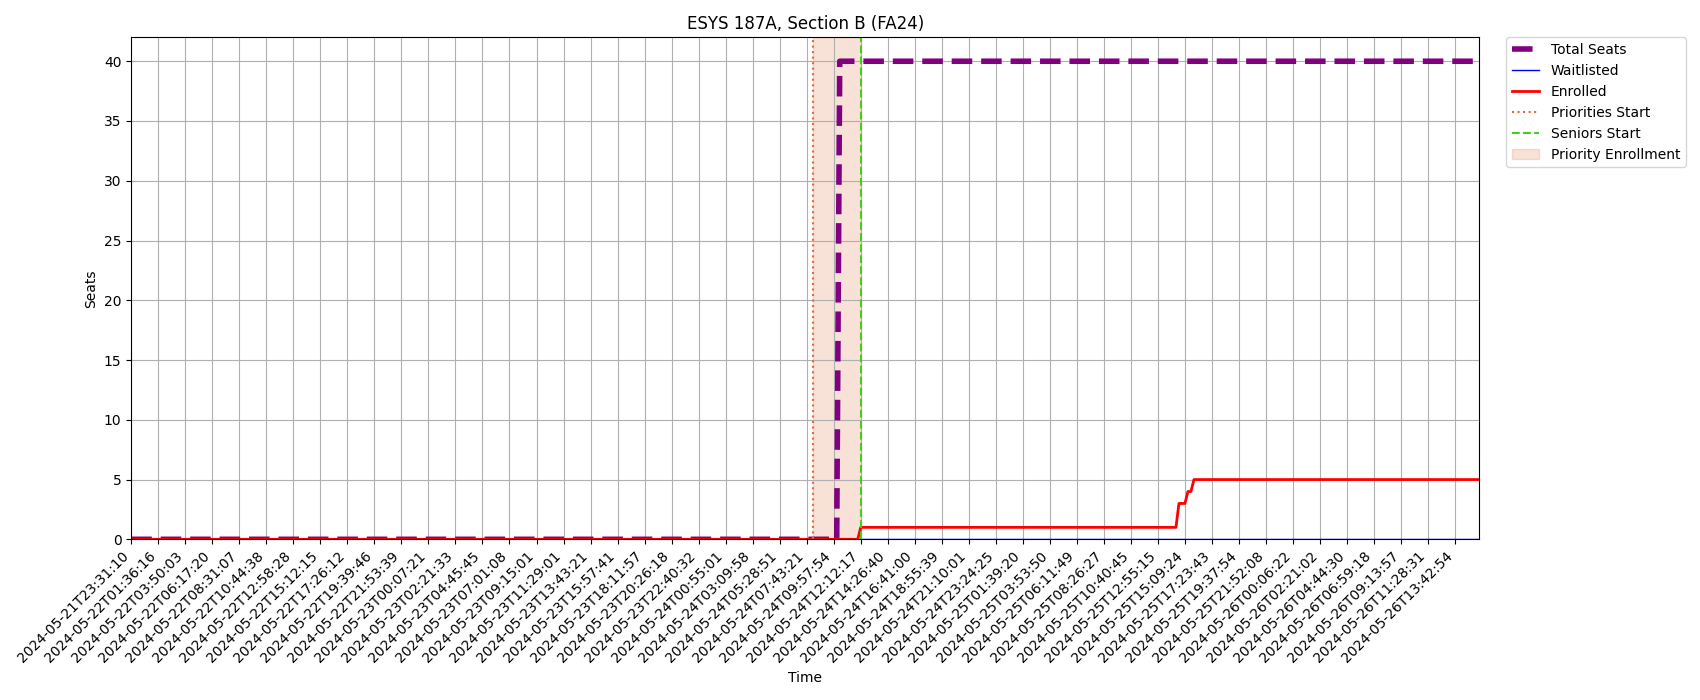 ESYS 187A, Section B (FA24)
Total Seats
Waitlisted
Enrolled
Priorities Start
Seniors Start
Priority Enrollment
Seats
40
35
30
25
20
15
10
5
0
2024-05-21T23:31:10
2024-05-22T01:36:16
2024-05-22T03:50:03
2024-05-22T06:17:20
2024-05-22T08:31:07
2024-05-22T10:44:38
2024-05-22T12:58:28
2024-05-22T15:12:15
2024-05-22T17:26:12
2024-05-22T19:39:46
2024-05-22T21:53:39
2024-05-23T00:07:21
2024-05-23T02:21:33
2024-05-23T04:45:45
2024-05-23T07:01:08
2024-05-23T09:15:01
2024-05-23T11:29:01
2024-05-23T13:43:21
2024-05-23T15:57:41
2024-05-23T18:11:57
2024-05-23T20:26:18
2024-05-23T22:40:32
2024-05-24T00:55:01
2024-05-24T03:09:58
2024-05-24T05:28:51
2024-05-24T07:43:21
2024-05-24T09:57:54
2024-05-24T12:12:17
2024-05-24T14:26:40
2024-05-24T16:41:00
2024-05-24T18:55:39
2024-05-24T21:10:01
2024-05-24T23:24:25
2024-05-25T01:39:20
2024-05-25T03:53:50
2024-05-25T06:11:49
2024-05-25T08:26:27
2024-05-25T10:40:45
2024-05-25T12:55:15
2024-05-25T15:09:24
2024-05-25T17:23:43
2024-05-25T19:37:54
2024-05-25T21:52:08
2024-05-26T00:06:22
2024-05-26T02:21:02
2024-05-26T04:44:30
2024-05-26T06:59:18
2024-05-26T09:13:57
2024-05-26T11:28:31
2024-05-26T13:42:54
Time